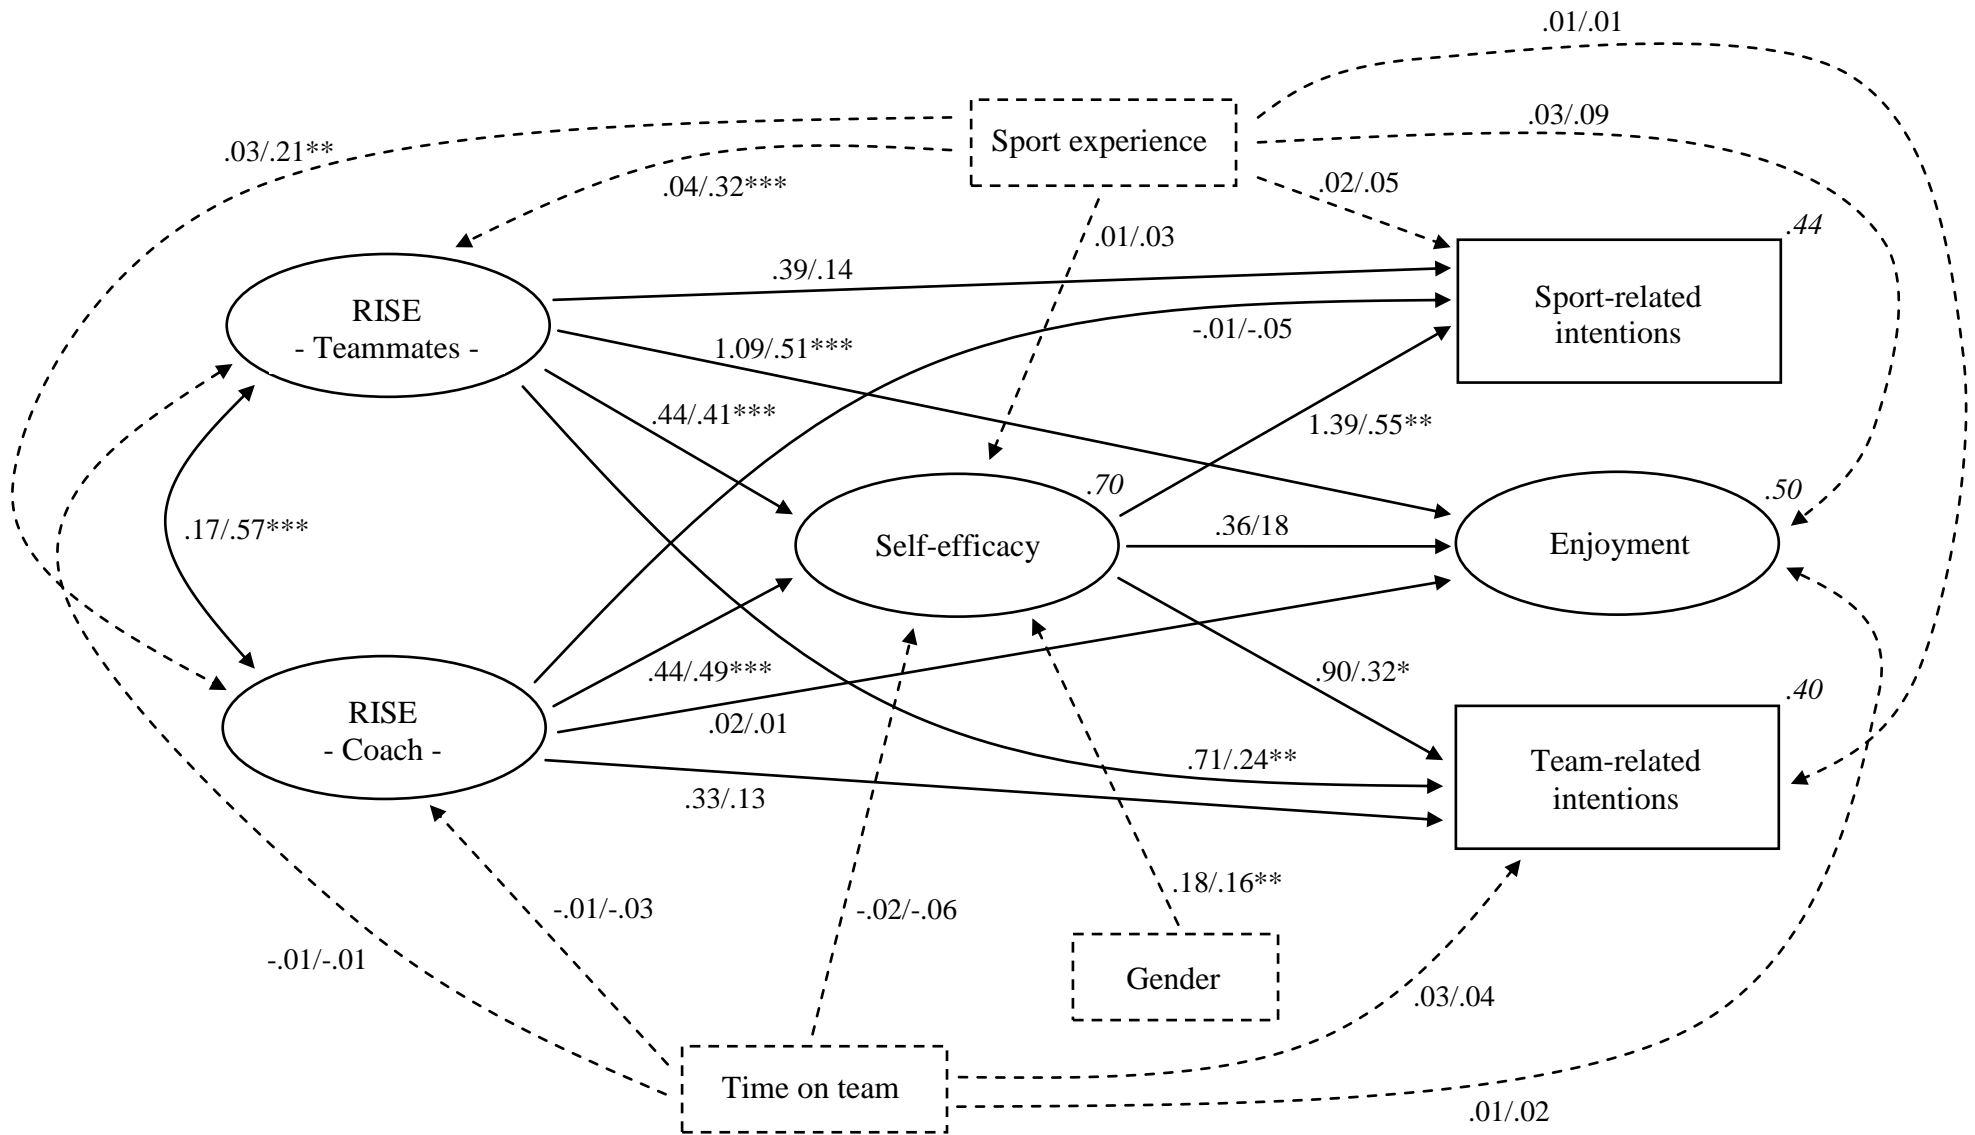 .01/.01
.03/.09
Sport experience
.03/.21**
.04/.32***
.02/.05
.44
.01/.03
.39/.14
RISE
- Teammates -
Sport-related
intentions
-.01/-.05
1.09/.51***
.44/.41***
1.39/.55**
.70
.50
.17/.57***
.36/18
Self-efficacy
Enjoyment
.44/.49***
.90/.32*
.40
RISE
- Coach -
.02/.01
.71/.24**
Team-related
intentions
.33/.13
.18/.16**
-.01/-.03
-.02/-.06
-.01/-.01
Gender
.03/.04
Time on team
.01/.02